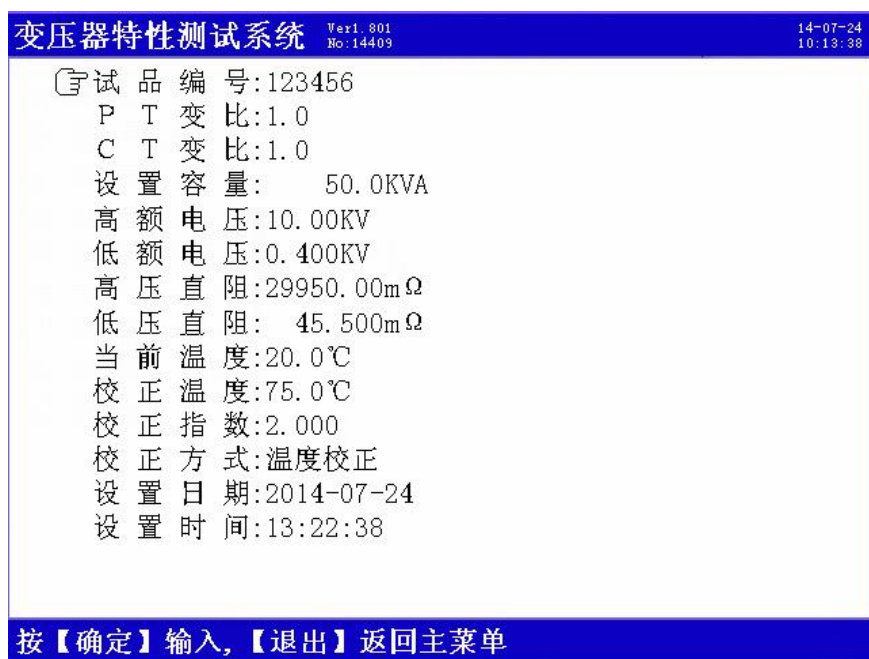 变压器特性测试系统 Ver1.801 No:14409 14-07-24 10:13:38
试 品 编 号:123456
P T 变 比:1.0
C T 变 比:1.0
设 置 容 量: 50.0KVA
高 额 电 压:10.00KV
低 额 电 压:0.400KV
高 压 直 阻:29950.00mΩ
低 压 直 阻: 45.500mΩ
当 前 温 度:20.0℃
校 正 温 度:75.0℃
校 正 指 数:2.000
校 正 方 式:温度校正
设 置 日 期:2014-07-24
设 置 时 间:13:22:38
按【确定】输入,【退出】返回主菜单